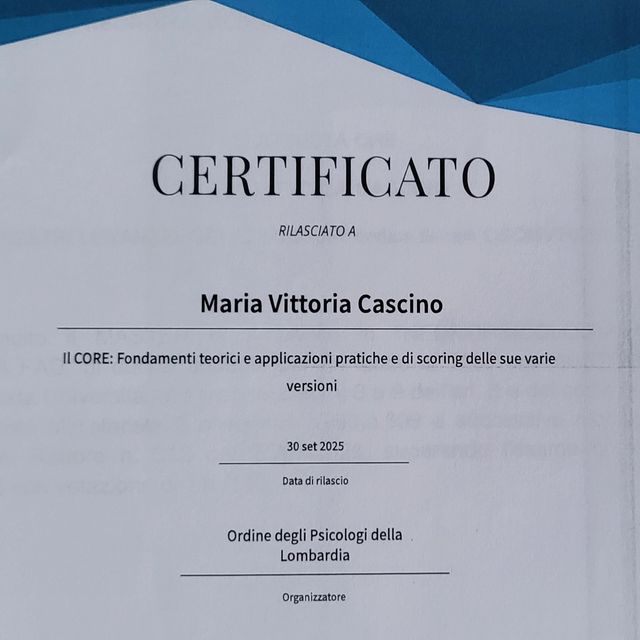 CERTIFICATO
RILASCIATO A
Maria Vittoria Cascino
Il CORE: Fondamenti teorici e applicazioni pratiche e di scoring delle sue varie
versioni
30 set 2025
Data di rilascio
Ordine degli Psicologi della
Lombardia
Organizzatore